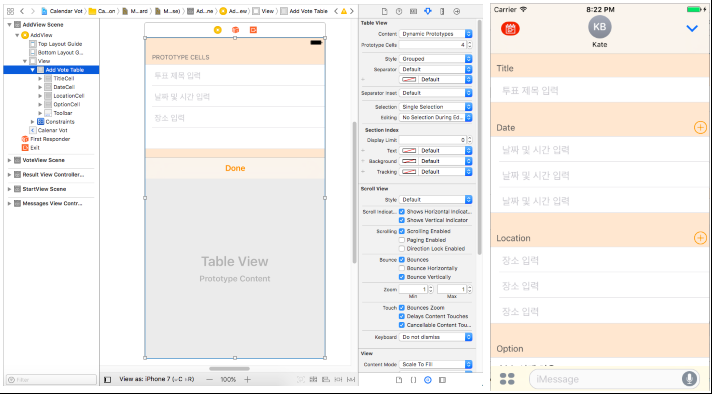 Calendar Vot
Ca...on
M...ard
M...se)
Ad...ne
Ad...ew
View
Add Vote Table
AddView Scene
AddView
Top Layout Guide
Bottom Layout G...
View
Add Vote Table
TitleCell
DateCell
LocationCell
OptionCell
Toolbar
Constraints
Calenar Vot
First Responder
Exit
VoteView Scene
Result View Controller...
StartView Scene
Messages View Contr...
Filter
PROTOTYPE CELLS
투표 제목 입력
날짜 및 시간 입력
장소 입력
Done
Table View
Prototype Content
View as: iPhone 7 (wC hR)
100%
Table View
Content Dynamic Prototypes
Prototype Cells 4
Style Grouped
Separator Default
Default
Separator Inset Default
Selection Single Selection
Editing No Selection During Ed...
Section Index
Display Limit 0
Text Default
Background Default
Tracking Default
Scroll View
Style Default
Scroll Indicat... Shows Horizontal Indicat...
Shows Vertical Indicator
Scrolling Scrolling Enabled
Paging Enabled
Direction Lock Enabled
Bounce Bounces
Bounce Horizontally
Bounce Vertically
Zoom 1 1
Min Max
Touch Bounces Zoom
Delays Content Touches
Cancellable Content Tou...
Keyboard Do not dismiss
View
Content Mode Scale To Fill
Carrier 8:22 PM
KB
Kate
Title
투표 제목 입력
Date
날짜 및 시간 입력
날짜 및 시간 입력
날짜 및 시간 입력
Location
장소 입력
장소 입력
장소 입력
Option
iMessage